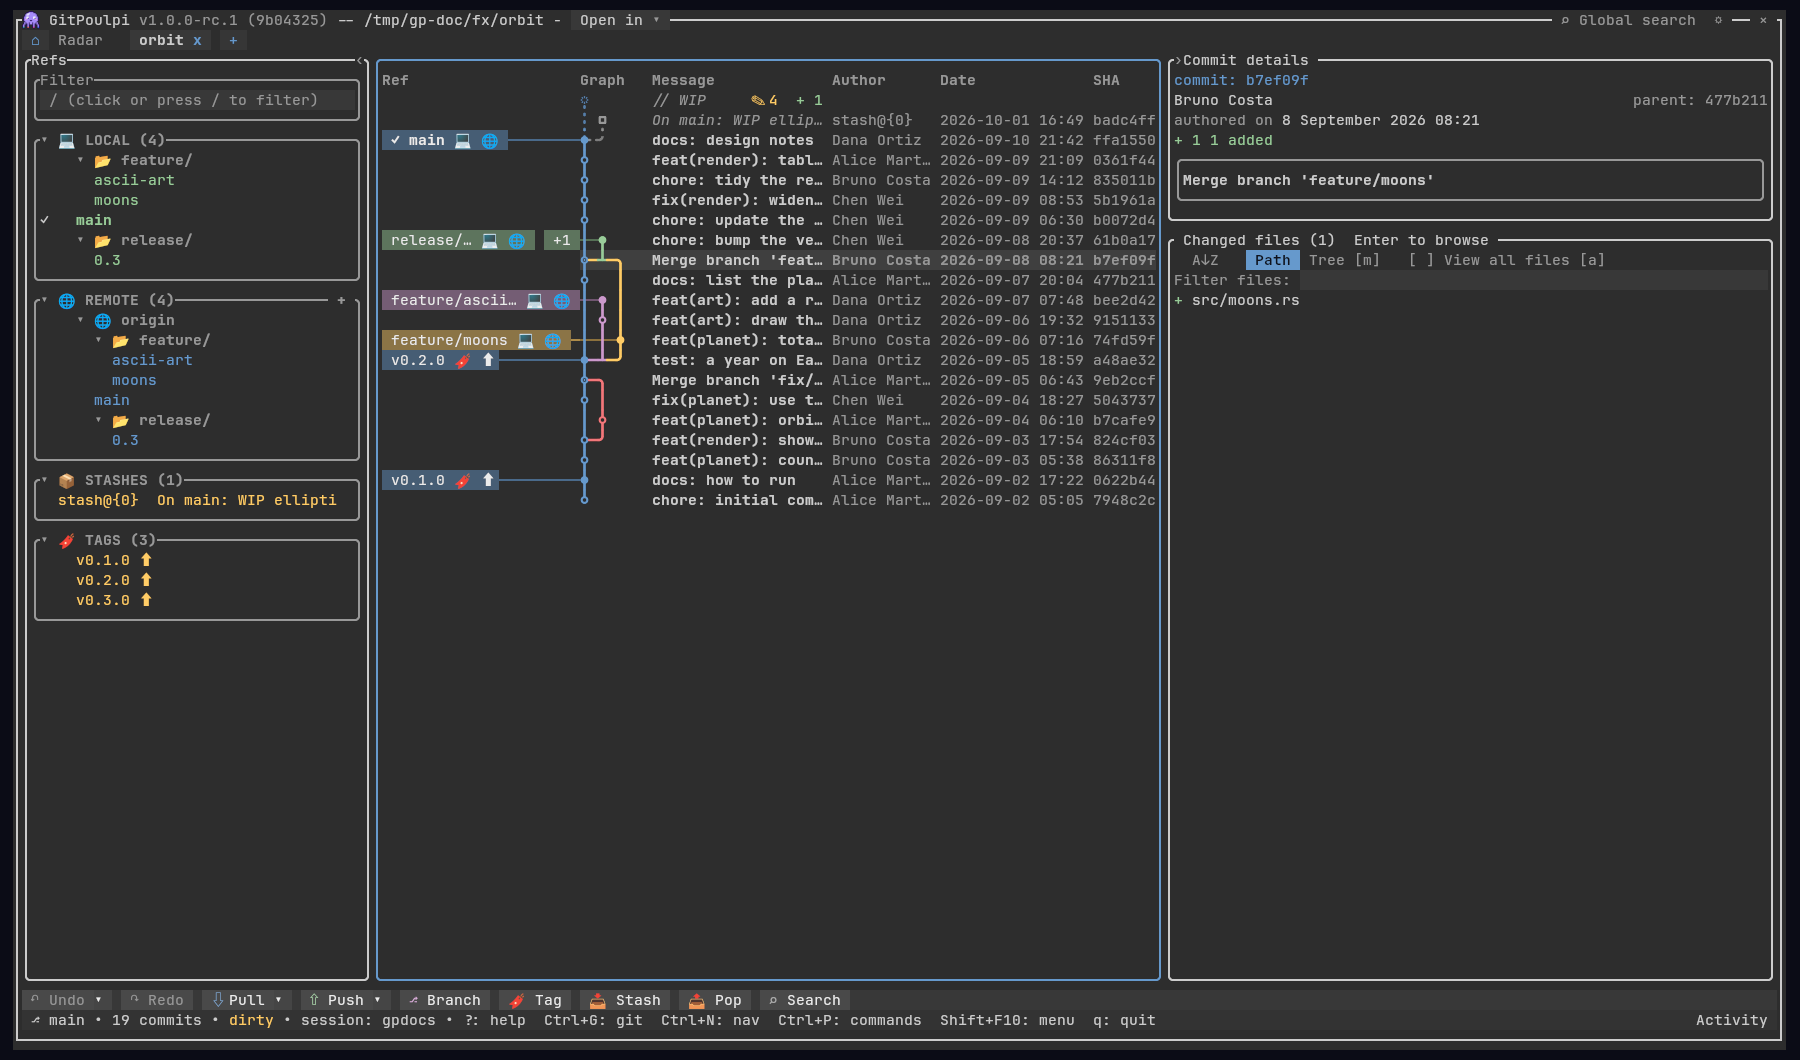 GitPoulpi v1.0.0-rc.1 (9b04325) —— /tmp/gp-doc/fx/orbit - Open in ▾ ⌕ Global search ☼ ×
⌂ Radar orbit x +
Refs ‹
Filter
/ (click or press / to filter)
▾ LOCAL (4)
▾ feature/
ascii-art
moons
✓ main
▾ release/
0.3
▾ REMOTE (4) +
▾ origin
▾ feature/
ascii-art
moons
main
▾ release/
0.3
▾ STASHES (1)
stash@{0} On main: WIP ellipti
▾ TAGS (3)
v0.1.0 ⬆
v0.2.0 ⬆
v0.3.0 ⬆
Ref Graph Message Author Date SHA
// WIP ✎ 4 + 1
On main: WIP ellip… stash@{0} 2026-10-01 16:49 badc4ff
✓ main docs: design notes Dana Ortiz 2026-09-10 21:42 ffa1550
feat(render): tabl… Alice Mart… 2026-09-09 21:09 0361f44
chore: tidy the re… Bruno Costa 2026-09-09 14:12 835011b
fix(render): widen… Chen Wei 2026-09-09 08:53 5b1961a
chore: update the … Chen Wei 2026-09-09 06:30 b0072d4
release/… +1 chore: bump the ve… Chen Wei 2026-09-08 20:37 61b0a17
Merge branch 'feat… Bruno Costa 2026-09-08 08:21 b7ef09f
docs: list the pla… Alice Mart… 2026-09-07 20:04 477b211
feature/ascii… feat(art): add a r… Dana Ortiz 2026-09-07 07:48 bee2d42
feat(art): draw th… Dana Ortiz 2026-09-06 19:32 9151133
feature/moons feat(planet): tota… Bruno Costa 2026-09-06 07:16 74fd59f
v0.2.0 ⬆ test: a year on Ea… Dana Ortiz 2026-09-05 18:59 a48ae32
Merge branch 'fix/… Alice Mart… 2026-09-05 06:43 9eb2ccf
fix(planet): use t… Chen Wei 2026-09-04 18:27 5043737
feat(planet): orbi… Alice Mart… 2026-09-04 06:10 b7cafe9
feat(render): show… Bruno Costa 2026-09-03 17:54 824cf03
feat(planet): coun… Bruno Costa 2026-09-03 05:38 86311f8
v0.1.0 ⬆ docs: how to run Alice Mart… 2026-09-02 17:22 0622b44
chore: initial com… Alice Mart… 2026-09-02 05:05 7948c2c
› Commit details
commit: b7ef09f
Bruno Costa parent: 477b211
authored on 8 September 2026 08:21
+ 1 1 added
Merge branch 'feature/moons'
Changed files (1) Enter to browse
A↓Z Path Tree [m] [ ] View all files [a]
Filter files:
+ src/moons.rs
↶ Undo ▾ ↷ Redo ⇩ Pull ▾ ⇧ Push ▾ Branch Tag Stash Pop ⌕ Search
main • 19 commits • dirty • session: gpdocs • ?: help Ctrl+G: git Ctrl+N: nav Ctrl+P: commands Shift+F10: menu q: quit Activity